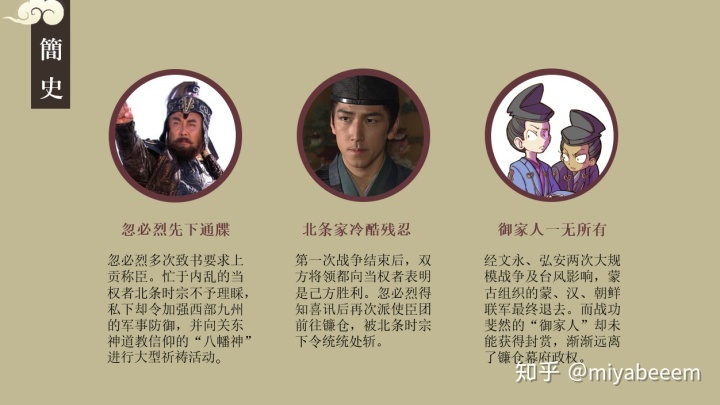 簡史
忽必烈先下通牒
忽必烈多次致书要求上
贡称臣。忙于内乱的当
权者北条时宗不予理睬，
私下却令加强西部九州
的军事防御，并向关东
神道教信仰的“八幡神”
进行大型祈祷活动。
北条家冷酷残忍
第一次战争结束后，双
方将领都向当权者表明
是己方胜利。忽必烈得
知喜讯后再次派使臣团
前往镰仓，被北条时宗
下令统统处斩。
御家人一无所有
经文永、弘安两次大规
模战争及台风影响，蒙
古组织的蒙、汉、朝鲜
联军最终退去。而战功
斐然的“御家人”却未
能获得封赏，渐渐远离
了镰仓幕府政权。
知乎 @miyabeeem